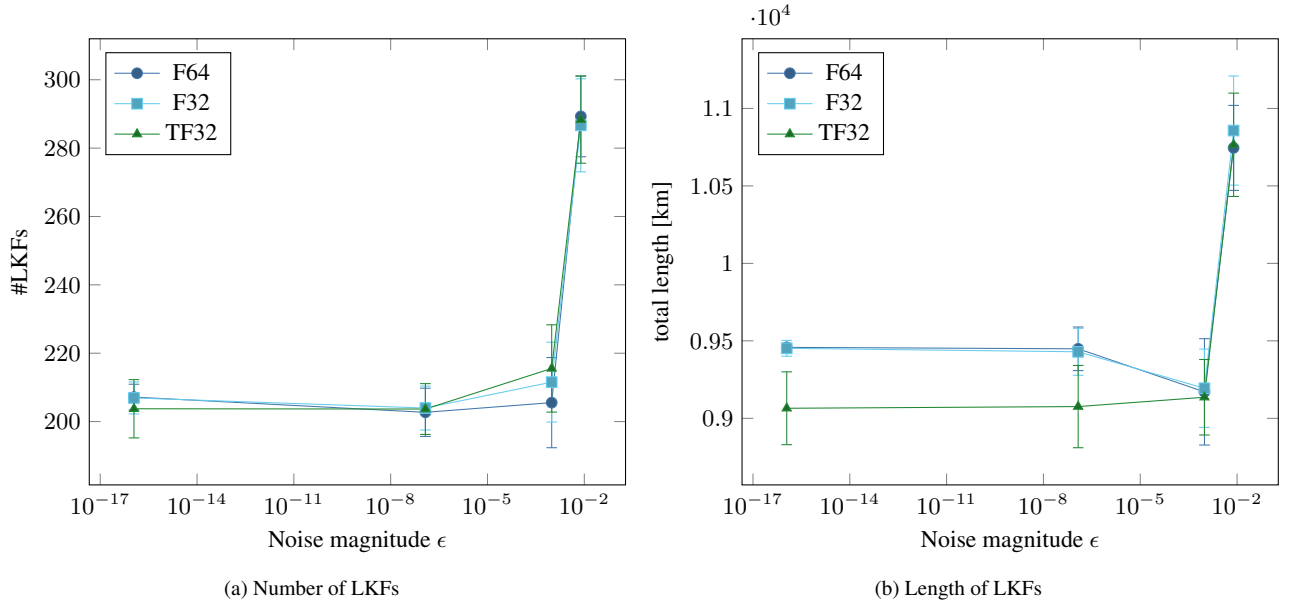 F64
F32
TF32
#LKFs
300
280
260
240
220
200
10⁻¹⁷
10⁻¹⁴
10⁻¹¹
10⁻⁸
10⁻⁵
10⁻²
Noise magnitude ϵ
(a) Number of LKFs
·10⁴
F64
F32
TF32
total length [km]
1.1
1.05
1
0.95
0.9
10⁻¹⁷
10⁻¹⁴
10⁻¹¹
10⁻⁸
10⁻⁵
10⁻²
Noise magnitude ϵ
(b) Length of LKFs